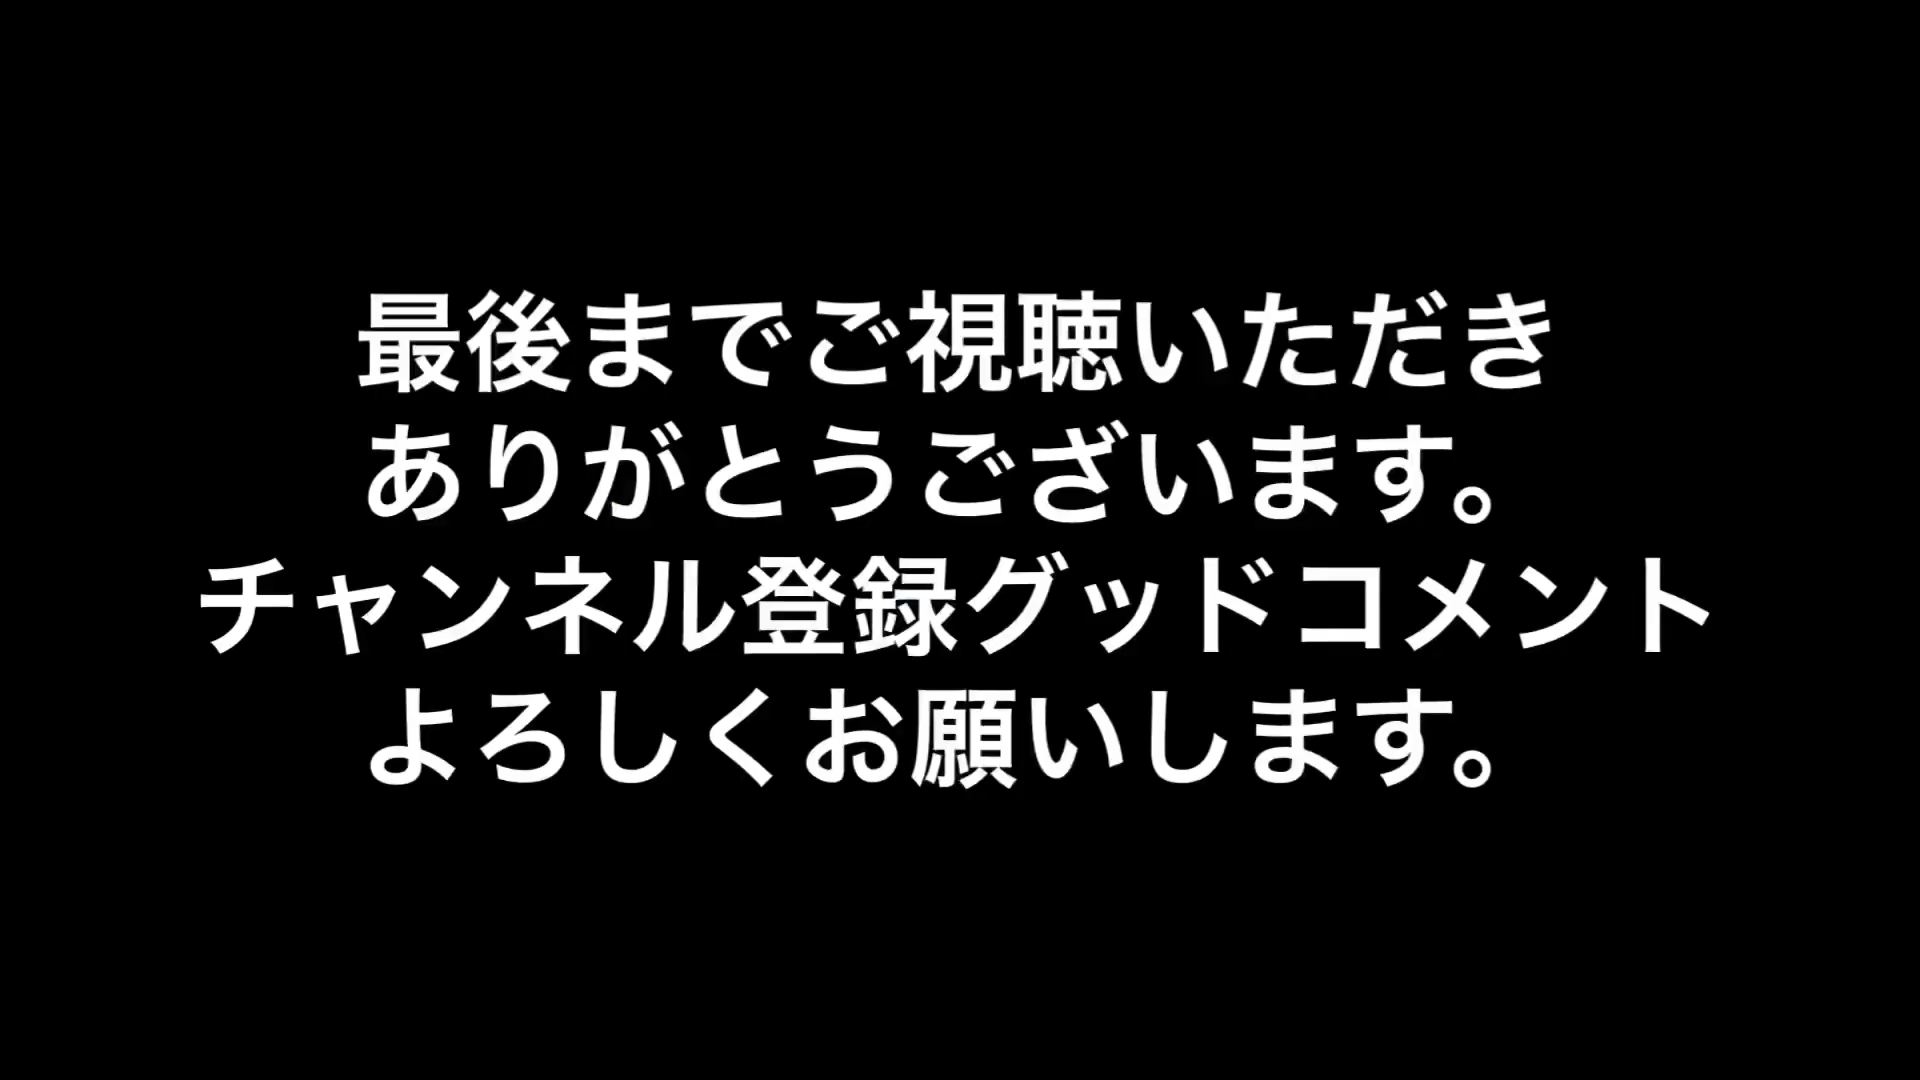 最後までご視聴いただき
ありがとうございます。
チャンネル登録グッドコメント
よろしくお願いします。